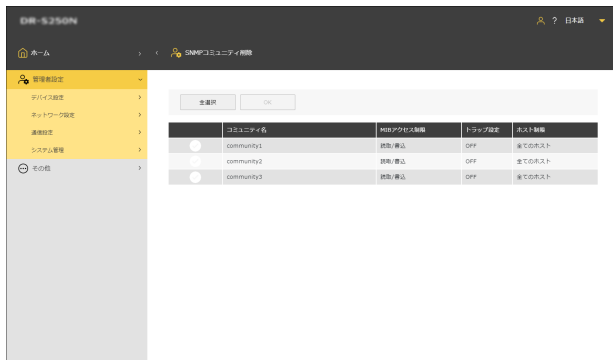 DR-S250N
? 日本語
ホーム
SNMPコミュニティ削除
管理者設定
デバイス設定
ネットワーク設定
通信設定
システム管理
その他
全選択 OK
コミュニティ名 MIBアクセス制限 トラップ設定 ホスト制限
community1 読取/書込 OFF 全てのホスト
community2 読取/書込 OFF 全てのホスト
community3 読取/書込 OFF 全てのホスト